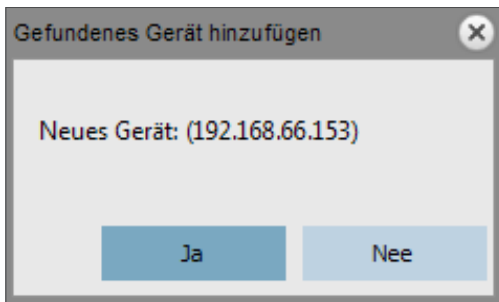 Gefundenes Gerät hinzufügen
Neues Gerät: (192.168.66.153)
Ja Nee